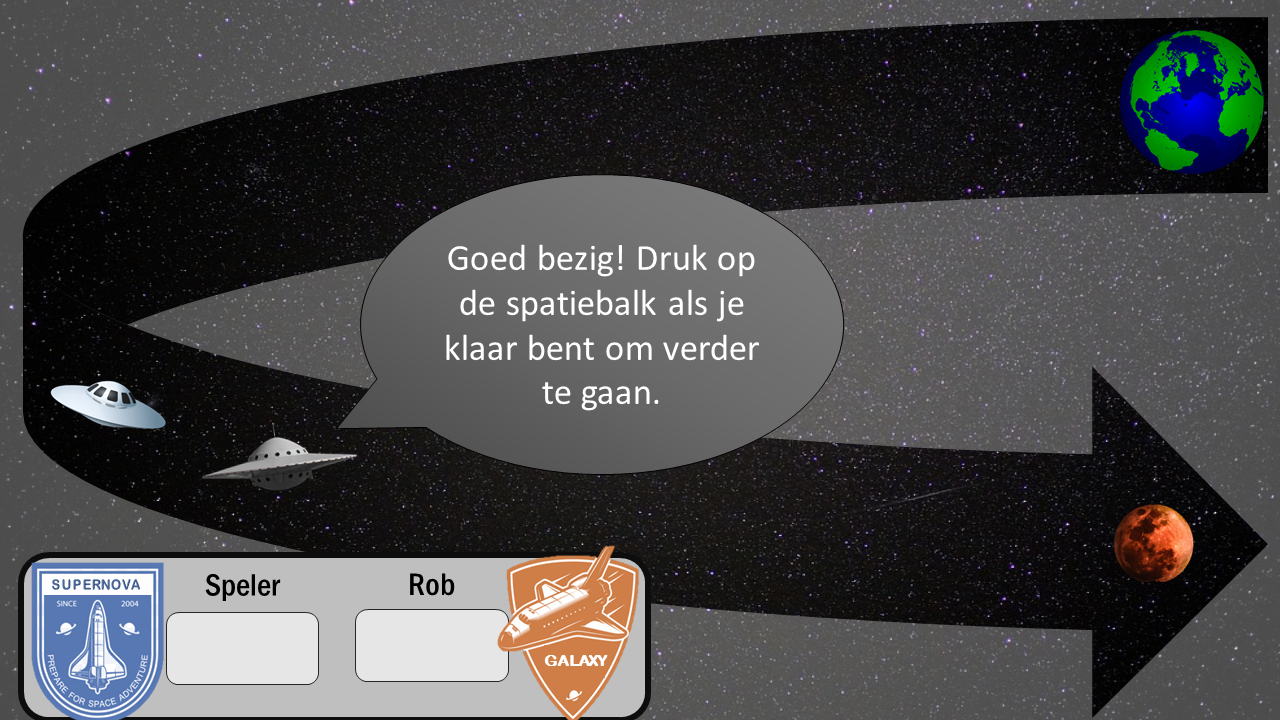 Goed bezig! Druk op
de spatiebalk als je
klaar bent om verder
te gaan.
Speler
Rob
SUPERNOVA
SINCE 2004
PREPARE FOR SPACE ADVENTURE
GALAXY